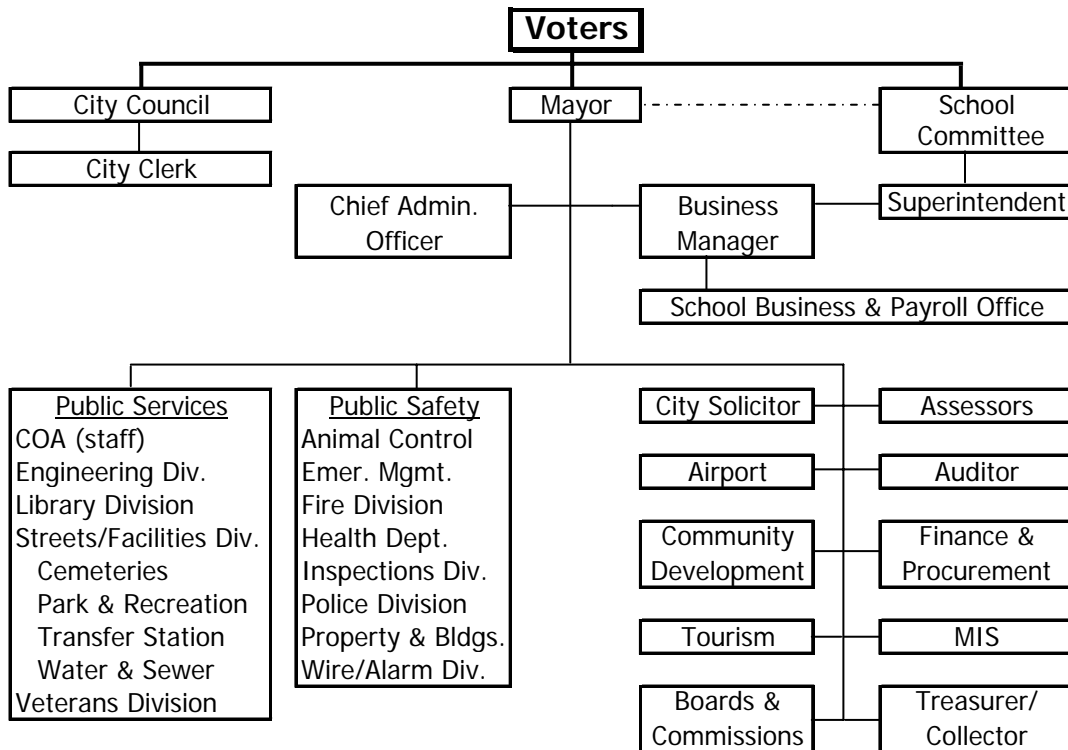 Voters
City Council
Mayor
School
Committee
City Clerk
Chief Admin.
Officer
Business
Manager
Superintendent
School Business & Payroll Office
Public Services
COA (staff)
Engineering Div.
Library Division
Streets/Facilities Div.
Cemeteries
Park & Recreation
Transfer Station
Water & Sewer
Veterans Division
Public Safety
Animal Control
Emer. Mgmt.
Fire Division
Health Dept.
Inspections Div.
Police Division
Property & Bldgs.
Wire/Alarm Div.
City Solicitor
Assessors
Airport
Auditor
Community
Development
Finance &
Procurement
Tourism
MIS
Boards &
Commissions
Treasurer/
Collector